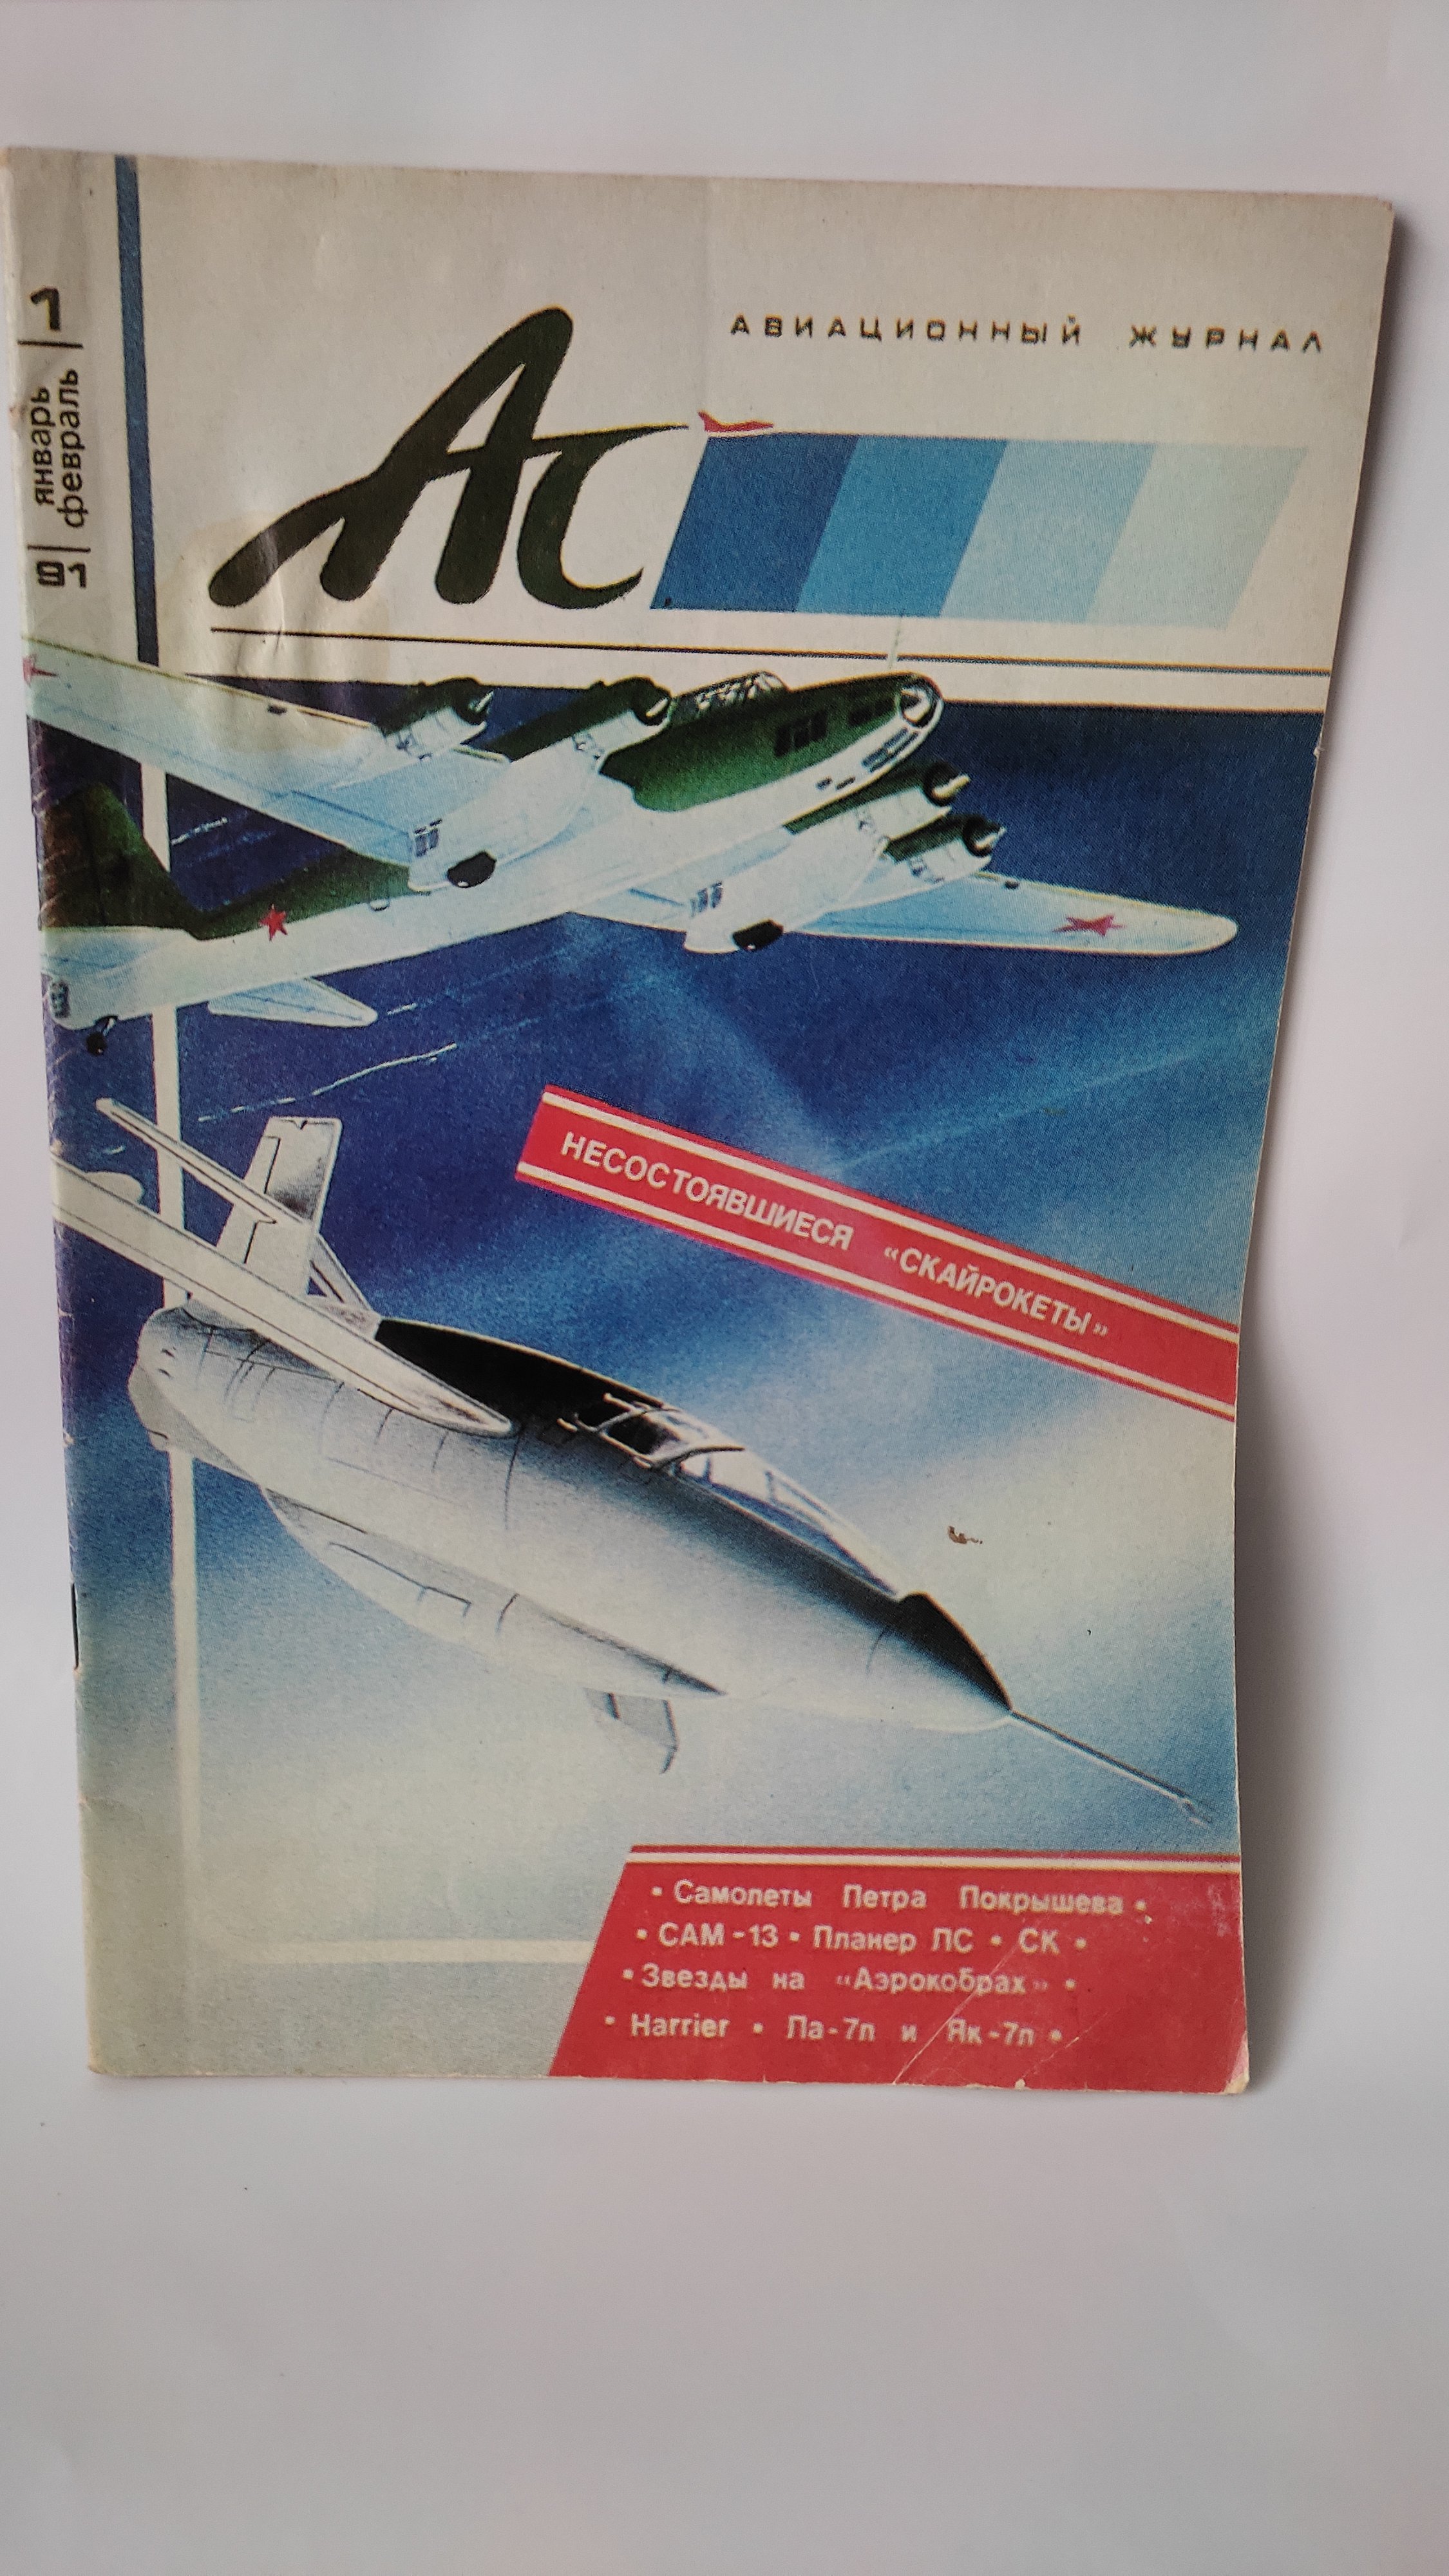 1
январь
февраль
91
АВИАЦИОННЫЙ ЖУРНАЛ
Ас
НЕСОСТОЯВШИЕСЯ «СКАЙРОКЕТЫ»
• Самолеты Петра Покрышева •
• САМ-13 • Планер ПС • СК •
• Звезды на «Аэрокобрах» •
• Harrier • Ла-7п и Як-7п •